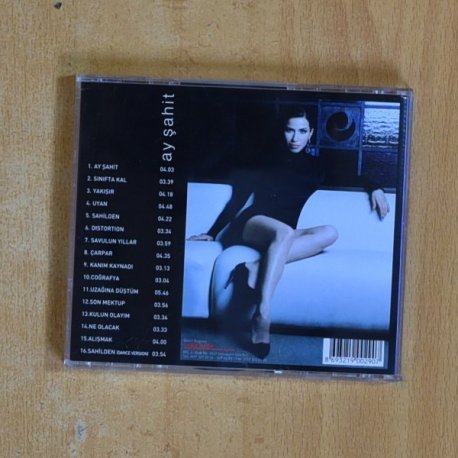 ay şahit
1. AY ŞAHİT 04.03
2. SINIFTA KAL 03.39
3. YAKIŞIR 04.18
4. UYAN 04.48
5. SAHİLDEN 04.22
6. DISTORTION 03.34
7. SAVULUN YILLAR 03.59
8. ÇARPAR 04.35
9. KANIM KAYNADI 03.13
10.COĞRAFYA 03.04
11.UZAĞINA DÜŞTÜM 05.46
12.SON MEKTUP 03.56
13.KULUN OLAYIM 03.34
14.NE OLACAK 03.33
15.ALIŞMAK 04.00
16.SAHİLDEN (DANCE VERSION) 03.54
8 693219 002907